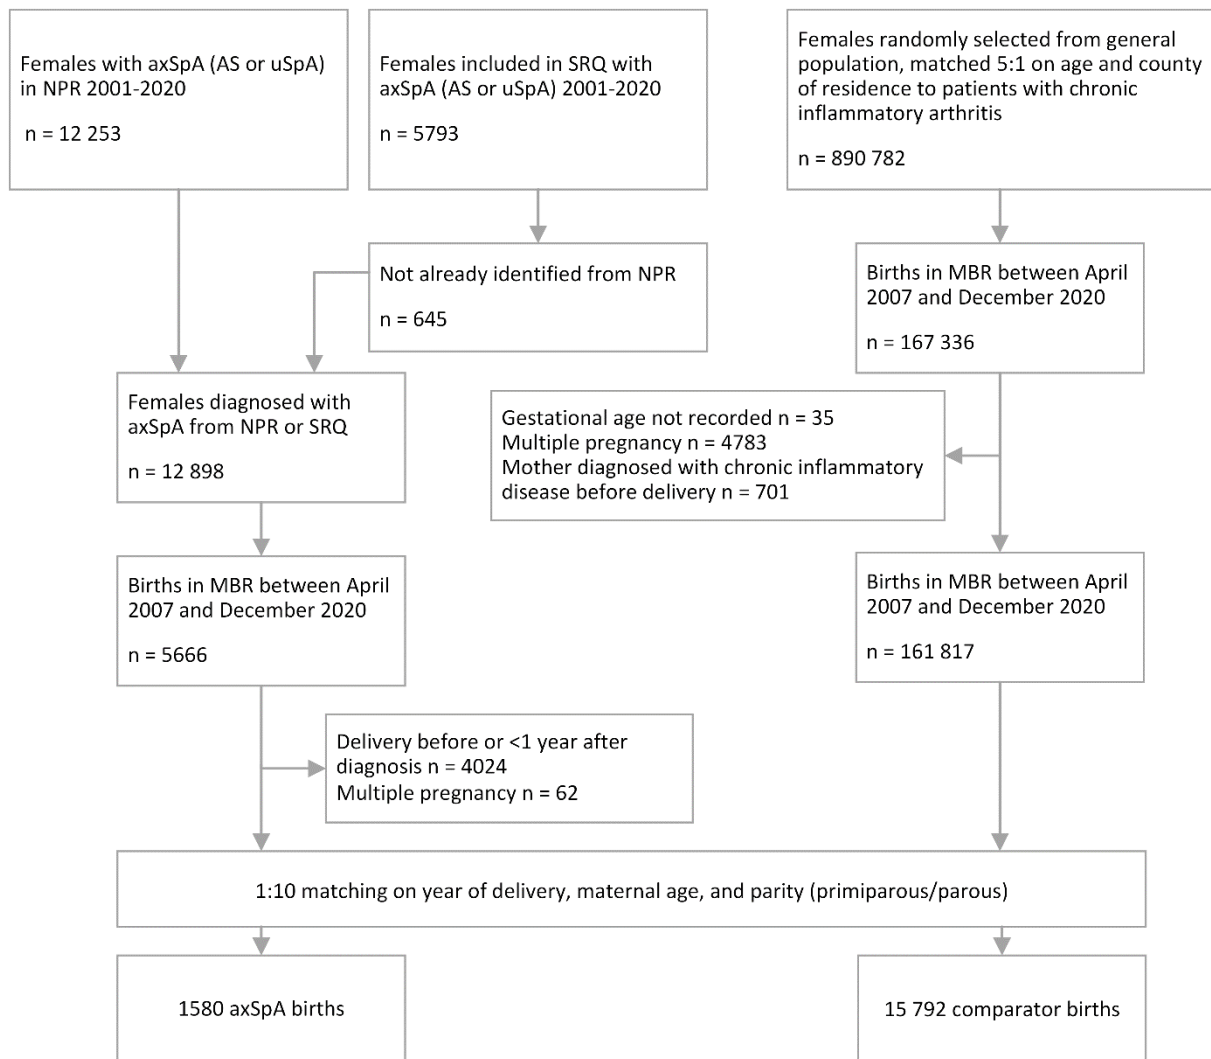 Females with axSpA (AS or uSpA)
in NPR 2001-2020
n = 12 253
Females included in SRQ with
axSpA (AS or uSpA) 2001-2020
n = 5793
Females randomly selected from general
population, matched 5:1 on age and county
of residence to patients with chronic
inflammatory arthritis
n = 890 782
Not already identified from NPR
n = 645
Births in MBR between April
2007 and December 2020
n = 167 336
Females diagnosed with
axSpA from NPR or SRQ
n = 12 898
Gestational age not recorded n = 35
Multiple pregnancy n = 4783
Mother diagnosed with chronic inflammatory
disease before delivery n = 701
Births in MBR between April
2007 and December 2020
n = 5666
Births in MBR between April
2007 and December 2020
n = 161 817
Delivery before or <1 year after
diagnosis n = 4024
Multiple pregnancy n = 62
1:10 matching on year of delivery, maternal age, and parity (primiparous/parous)
1580 axSpA births
15 792 comparator births